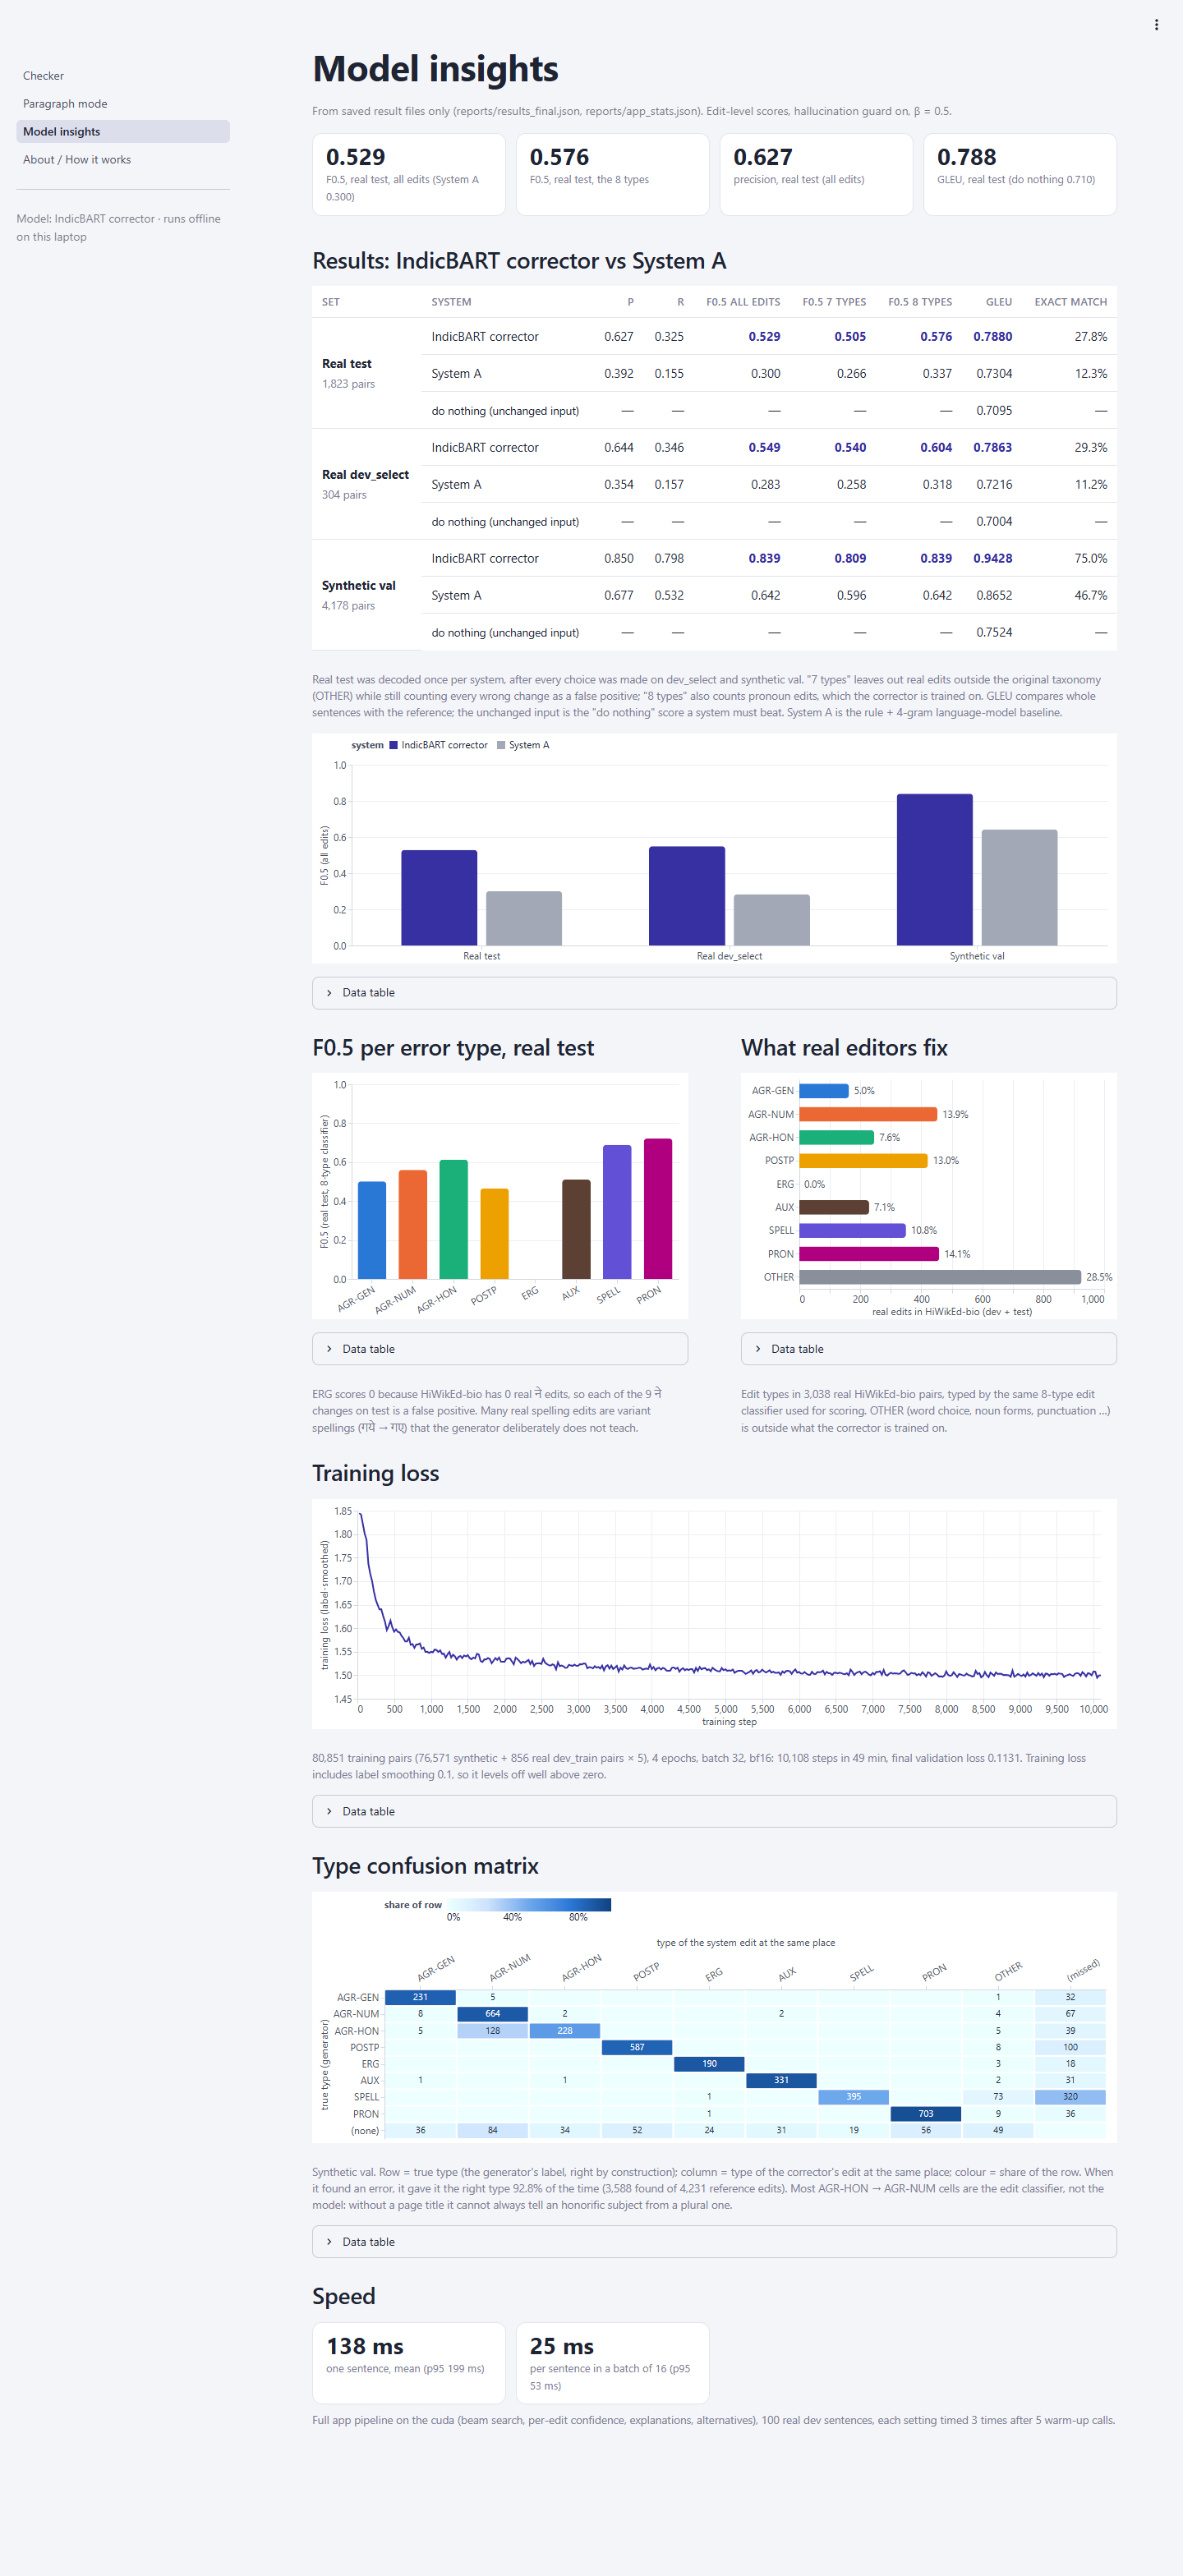 Checker
Paragraph mode
Model insights
About / How it works
Model: IndicBART corrector · runs offline
on this laptop
Model insights
From saved result files only (reports/results_final.json, reports/app_stats.json). Edit-level scores, hallucination guard on, β = 0.5.
0.529
F0.5, real test, all edits (System A
0.300)
0.576
F0.5, real test, the 8 types
0.627
precision, real test (all edits)
0.788
GLEU, real test (do nothing 0.710)
Results: IndicBART corrector vs System A
SET SYSTEM P R F0.5 ALL EDITS F0.5 7 TYPES F0.5 8 TYPES GLEU EXACT MATCH
Real test
1,823 pairs
IndicBART corrector 0.627 0.325 0.529 0.505 0.576 0.7880 27.8%
System A 0.392 0.155 0.300 0.266 0.337 0.7304 12.3%
do nothing (unchanged input) — — — — — 0.7095 —
Real dev_select
304 pairs
IndicBART corrector 0.644 0.346 0.549 0.540 0.604 0.7863 29.3%
System A 0.354 0.157 0.283 0.258 0.318 0.7216 11.2%
do nothing (unchanged input) — — — — — 0.7004 —
Synthetic val
4,178 pairs
IndicBART corrector 0.850 0.798 0.839 0.809 0.839 0.9428 75.0%
System A 0.677 0.532 0.642 0.596 0.642 0.8652 46.7%
do nothing (unchanged input) — — — — — 0.7524 —
Real test was decoded once per system, after every choice was made on dev_select and synthetic val. "7 types" leaves out real edits outside the original taxonomy
(OTHER) while still counting every wrong change as a false positive; "8 types" also counts pronoun edits, which the corrector is trained on. GLEU compares whole
sentences with the reference; the unchanged input is the "do nothing" score a system must beat. System A is the rule + 4-gram language-model baseline.
system IndicBART corrector System A
F0.5 (all edits)
1.0
0.8
0.6
0.4
0.2
0.0
Real test Real dev_select Synthetic val
Data table
F0.5 per error type, real test
F0.5 (real test, 8-type classifier)
1.0
0.8
0.6
0.4
0.2
0.0
AGR-GEN AGR-NUM AGR-HON POSTP ERG AUX SPELL PRON
Data table
ERG scores 0 because HiWikEd-bio has 0 real ने edits, so each of the 9 ने
changes on test is a false positive. Many real spelling edits are variant
spellings (गये → गए) that the generator deliberately does not teach.
What real editors fix
AGR-GEN 5.0%
AGR-NUM 13.9%
AGR-HON 7.6%
POSTP 13.0%
ERG 0.0%
AUX 7.1%
SPELL 10.8%
PRON 14.1%
OTHER 28.5%
0 200 400 600 800 1,000
real edits in HiWikEd-bio (dev + test)
Data table
Edit types in 3,038 real HiWikEd-bio pairs, typed by the same 8-type edit
classifier used for scoring. OTHER (word choice, noun forms, punctuation ...)
is outside what the corrector is trained on.
Training loss
training loss (label-smoothed)
1.85
1.80
1.75
1.70
1.65
1.60
1.55
1.50
1.45
0 500 1,000 1,500 2,000 2,500 3,000 3,500 4,000 4,500 5,000 5,500 6,000 6,500 7,000 7,500 8,000 8,500 9,000 9,500 10,000
training step
80,851 training pairs (76,571 synthetic + 856 real dev_train pairs × 5), 4 epochs, batch 32, bf16: 10,108 steps in 49 min, final validation loss 0.1131. Training loss
includes label smoothing 0.1, so it levels off well above zero.
Data table
Type confusion matrix
share of row
0% 40% 80%
type of the system edit at the same place
AGR-GEN AGR-NUM AGR-HON POSTP ERG AUX SPELL PRON OTHER (missed)
true type (generator)
AGR-GEN 231 5 1 32
AGR-NUM 8 664 2 2 4 67
AGR-HON 5 128 228 5 39
POSTP 587 8 100
ERG 190 3 18
AUX 1 1 331 2 31
SPELL 1 395 73 320
PRON 1 703 9 36
(none) 36 84 34 52 24 31 19 56 49
Synthetic val. Row = true type (the generator's label, right by construction); column = type of the corrector's edit at the same place; colour = share of the row. When
it found an error, it gave it the right type 92.8% of the time (3,588 found of 4,231 reference edits). Most AGR-HON → AGR-NUM cells are the edit classifier, not the
model: without a page title it cannot always tell an honorific subject from a plural one.
Data table
Speed
138 ms
one sentence, mean (p95 199 ms)
25 ms
per sentence in a batch of 16 (p95
53 ms)
Full app pipeline on the cuda (beam search, per-edit confidence, explanations, alternatives), 100 real dev sentences, each setting timed 3 times after 5 warm-up calls.